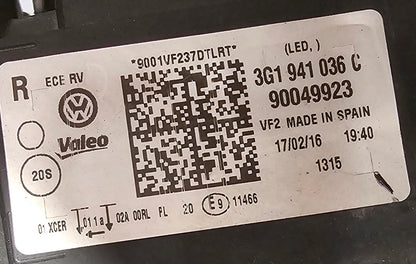 *9001VF237DTLRT*
(LED, )
R ECE RV
3G1 941 036 C
90049923
Valeo
VF2 MADE IN SPAIN
17/02/16 19:40
20S
1315
01 XCER 011a 02A 00RL PL 20 E9 11466